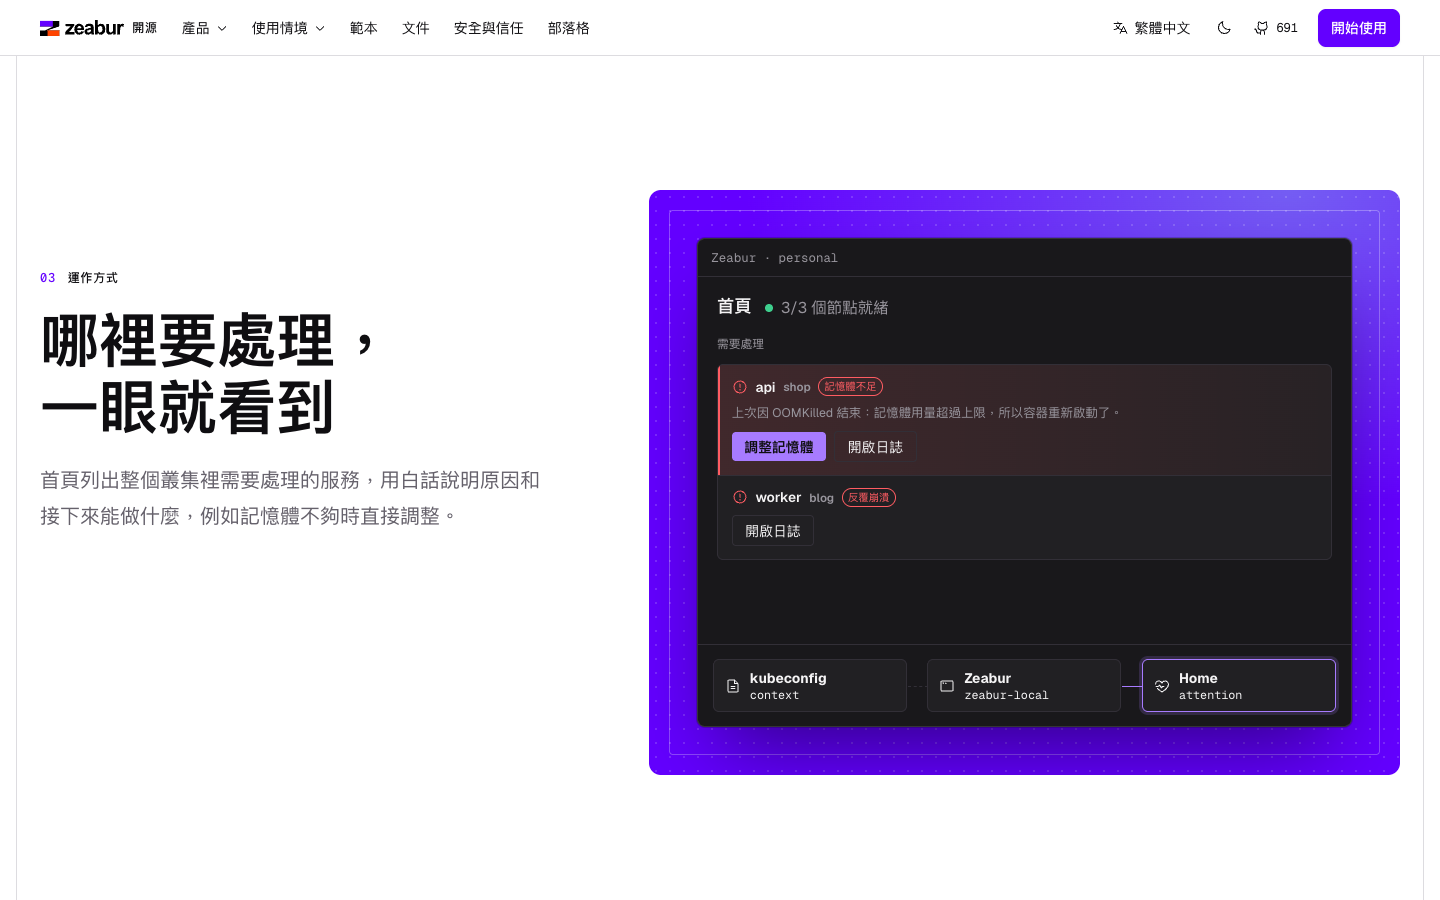 zeabur 開源 產品 使用情境 範本 文件 安全與信任 部落格 繁體中文 691 開始使用
03 運作方式
哪裡要處理，
一眼就看到
首頁列出整個叢集裡需要處理的服務，用白話說明原因和
接下來能做什麼，例如記憶體不夠時直接調整。
Zeabur · personal
首頁 3/3 個節點就緒
需要處理
api shop 記憶體不足
上次因 OOMKilled 結束：記憶體用量超過上限，所以容器重新啟動了。
調整記憶體 開啟日誌
worker blog 反覆崩潰
開啟日誌
kubeconfig
context
Zeabur
zeabur-local
Home
attention